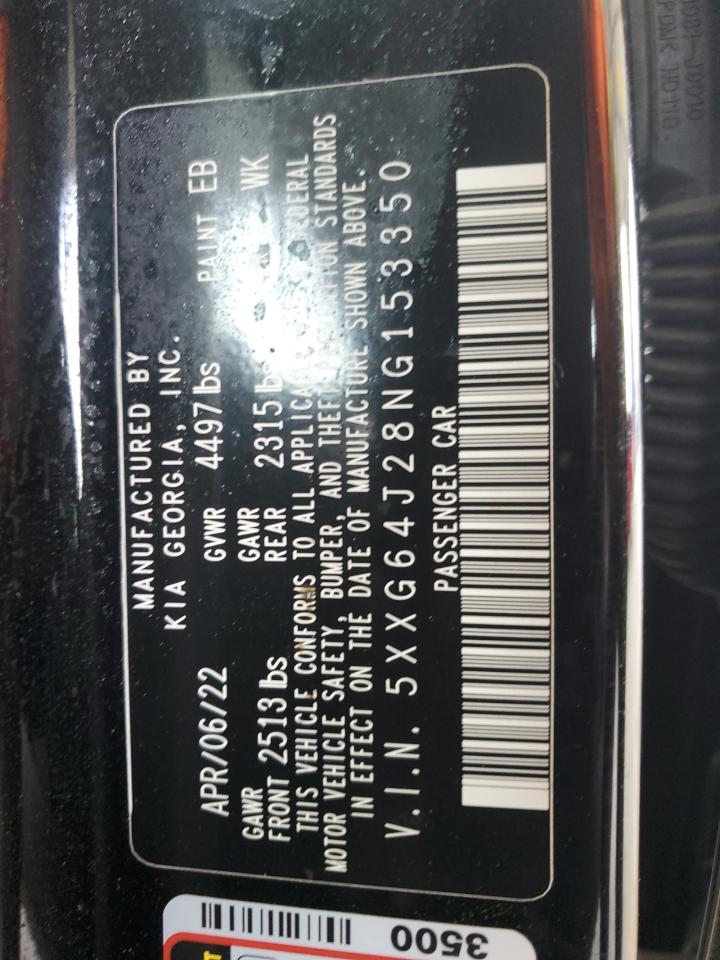 MANUFACTURED BY
KIA GEORGIA, INC.
APR/06/22 GVWR 4497 lbs PAINT EB
GAWR FRONT 2513 lbs GAWR REAR 2315 WK
THIS VEHICLE CONFORMS TO ALL FEDERAL
MOTOR VEHICLE SAFETY, BUMPER, AND THEFT STANDARDS
IN EFFECT ON THE DATE OF MANUFACTURE SHOWN ABOVE.
V.I.N. 5XXG64J28NG153350
PASSENGER CAR
3500